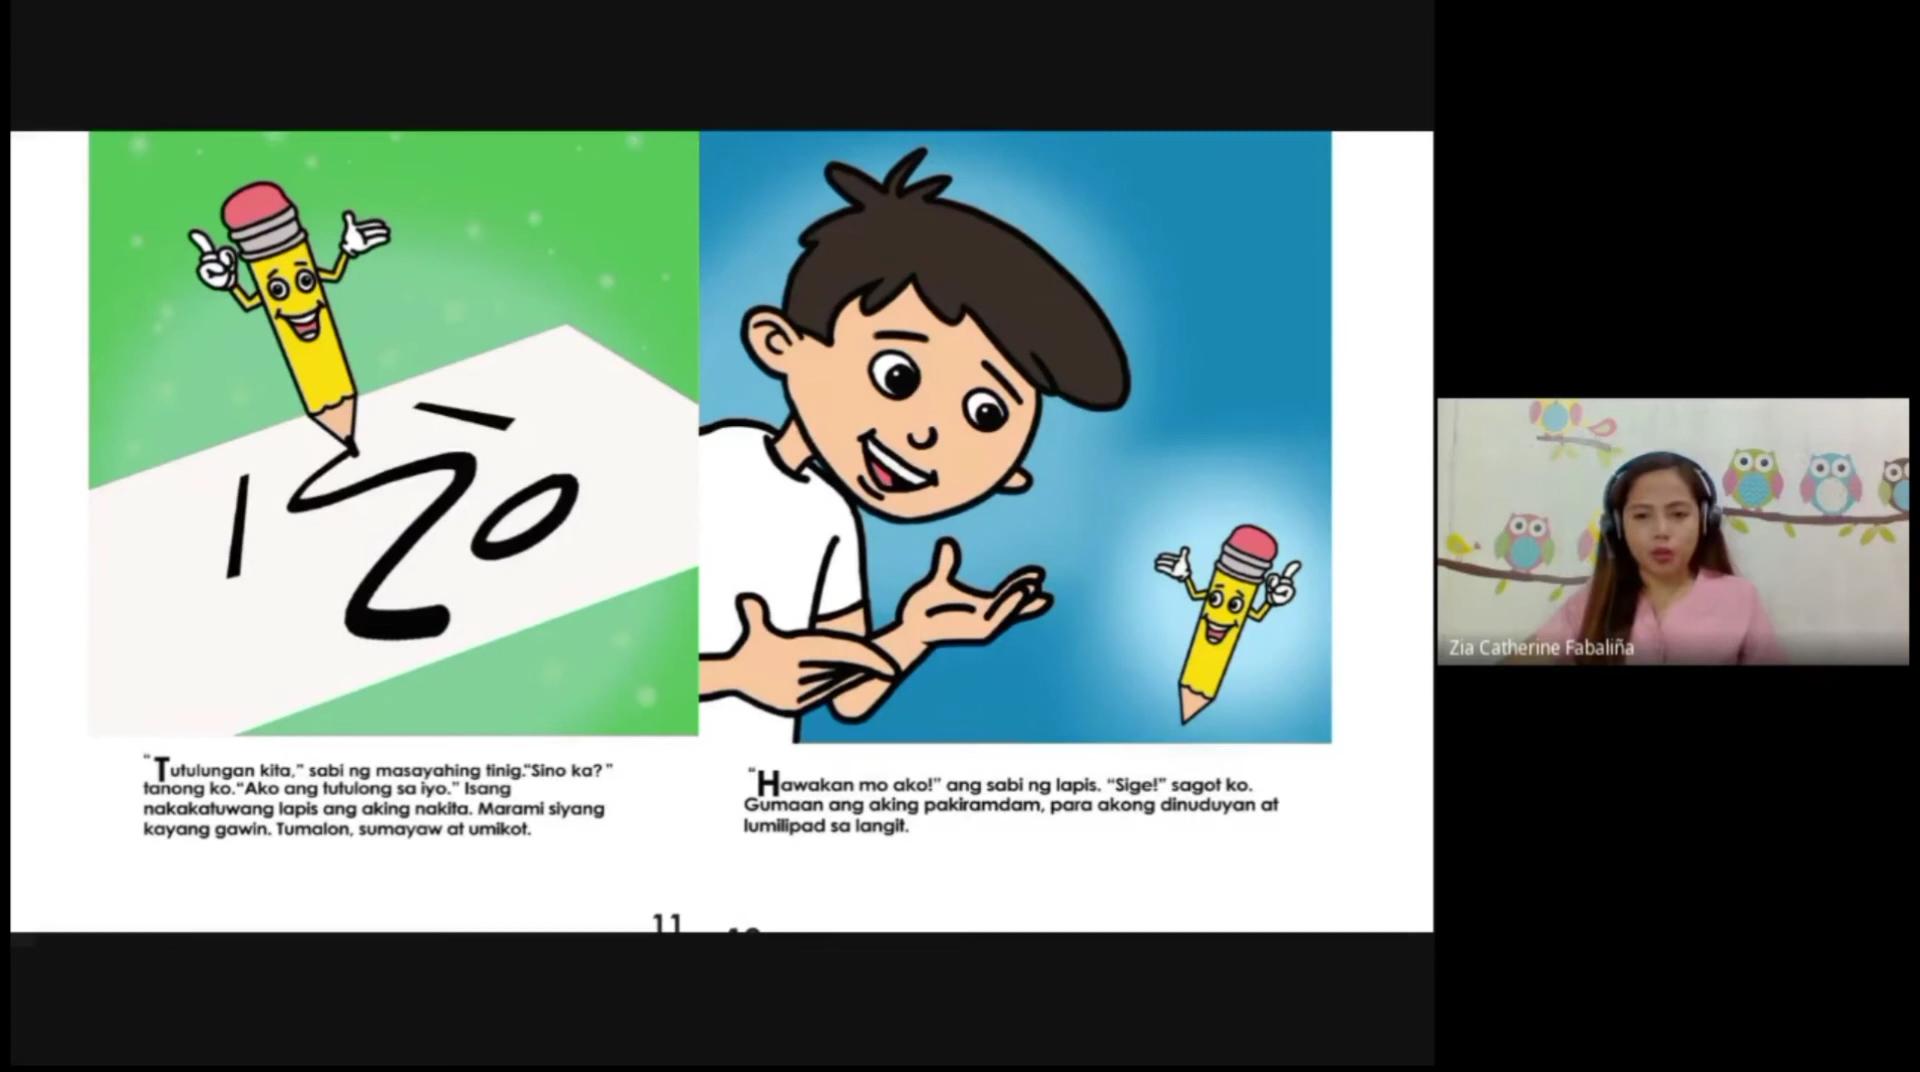 “Tutulungan kita,” sabi ng masayahing tinig.“Sino ka?”
tanong ko.“Ako ang tutulong sa iyo.” Isang
nakakatuwang lapis ang aking nakita. Marami siyang
kayang gawin. Tumalon, sumayaw at umikot.
“Hawakan mo ako!” ang sabi ng lapis. “Sige!” sagot ko.
Gumaan ang aking pakiramdam, para akong dinuduyan at
lumilipad sa langit.
11
Zia Catherine Fabaliña